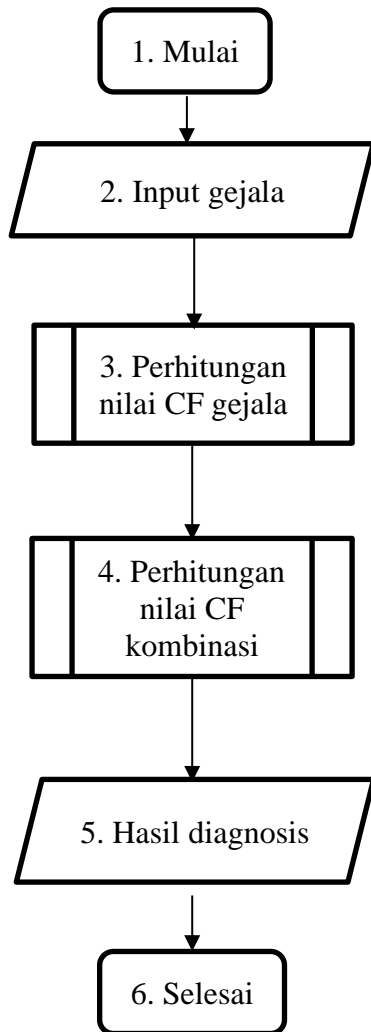 1. Mulai
2. Input gejala
3. Perhitungan
nilai CF gejala
4. Perhitungan
nilai CF
kombinasi
5. Hasil diagnosis
6. Selesai